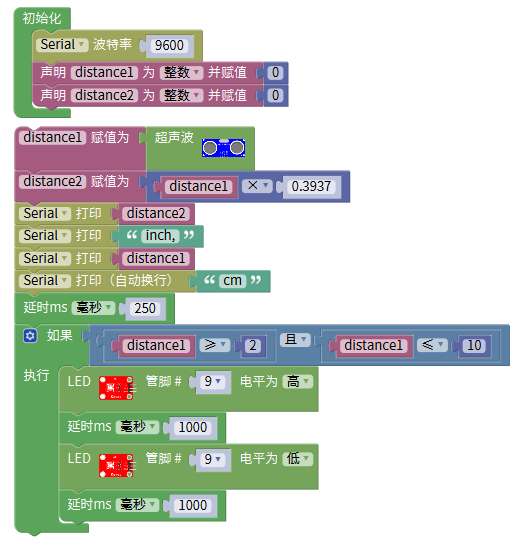 初始化
Serial 波特率 9600
声明 distance1 为 整数 并赋值 0
声明 distance2 为 整数 并赋值 0
distance1 赋值为 超声波
distance2 赋值为 distance1 × 0.3937
Serial 打印 distance2
Serial 打印 “ inch, ”
Serial 打印 distance1
Serial 打印（自动换行） “ cm ”
延时ms 毫秒 250
如果 distance1 ≥ 2 且 distance1 ≤ 10
执行 LED 管脚 # 9 电平为 高
延时ms 毫秒 1000
LED 管脚 # 9 电平为 低
延时ms 毫秒 1000